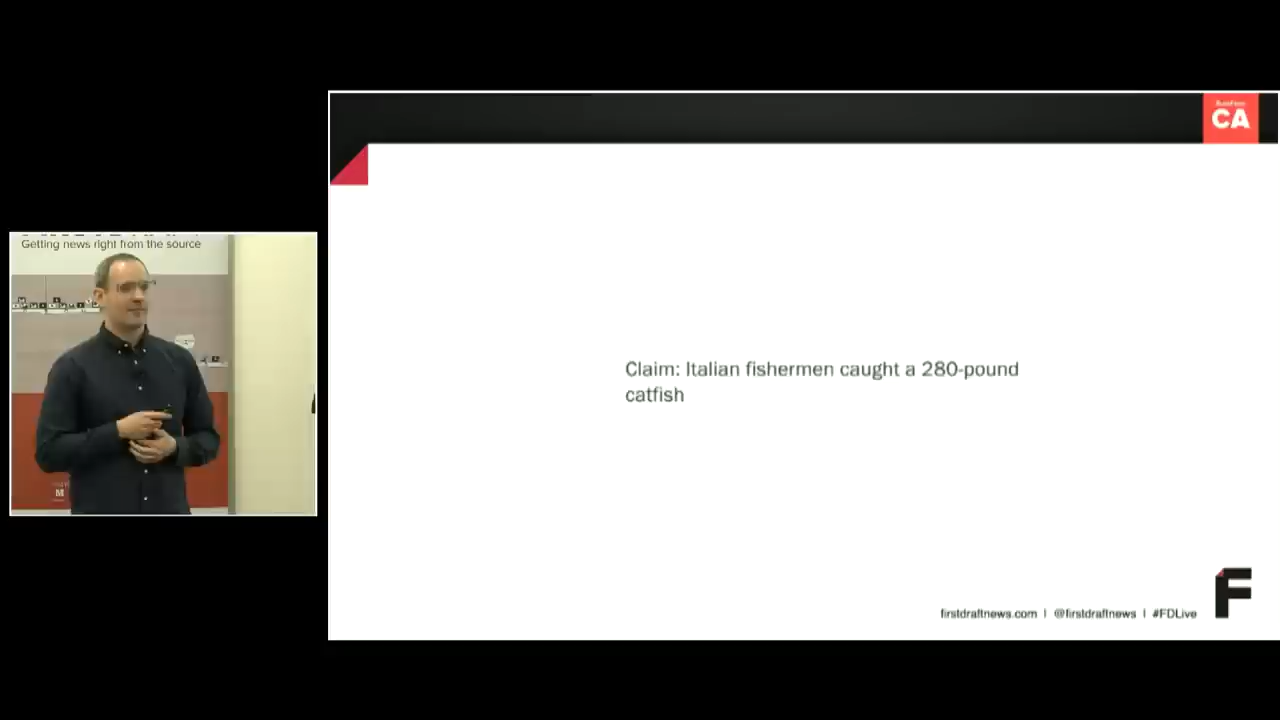 Getting news right from the source
CA
Claim: Italian fishermen caught a 280-pound
catfish
firstdraftnews.com | @firstdraftnews | #FDLive
F
M